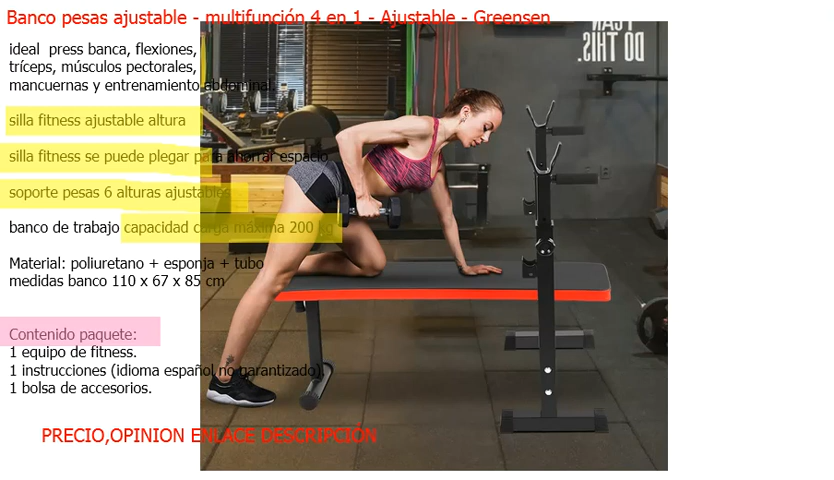 Banco pesas ajustable - multifunción 4 en 1 - Ajustable - Greensen
ideal  press banca, flexiones,
tríceps, músculos pectorales,
mancuernas y entrenamiento abdominal.
silla fitness ajustable altura
silla fitness se puede plegar para ahorrar espacio
soporte pesas 6 alturas ajustables
banco de trabajo capacidad carga máxima 200 kg
Material: poliuretano + esponja + tubo
medidas banco 110 x 67 x 85 cm
Contenido paquete:
1 equipo de fitness.
1 instrucciones (idioma español no garantizado).
1 bolsa de accesorios.
PRECIO,OPINION ENLACE DESCRIPCIÓN
I CAN
DO THIS.